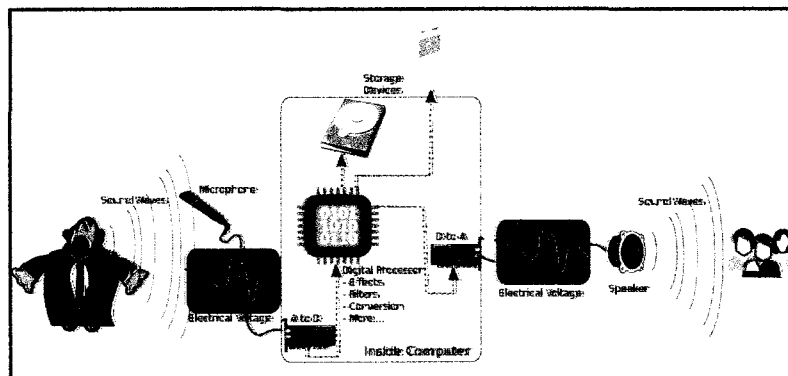 Storage
Devices
Sound Waves
Microphone
Electrical Voltage
A to D
Digital Processor
- Effects
- Filters
- Conversion
- More...
Inside Computer
D to A
Electrical Voltage
Speaker
Sound Waves